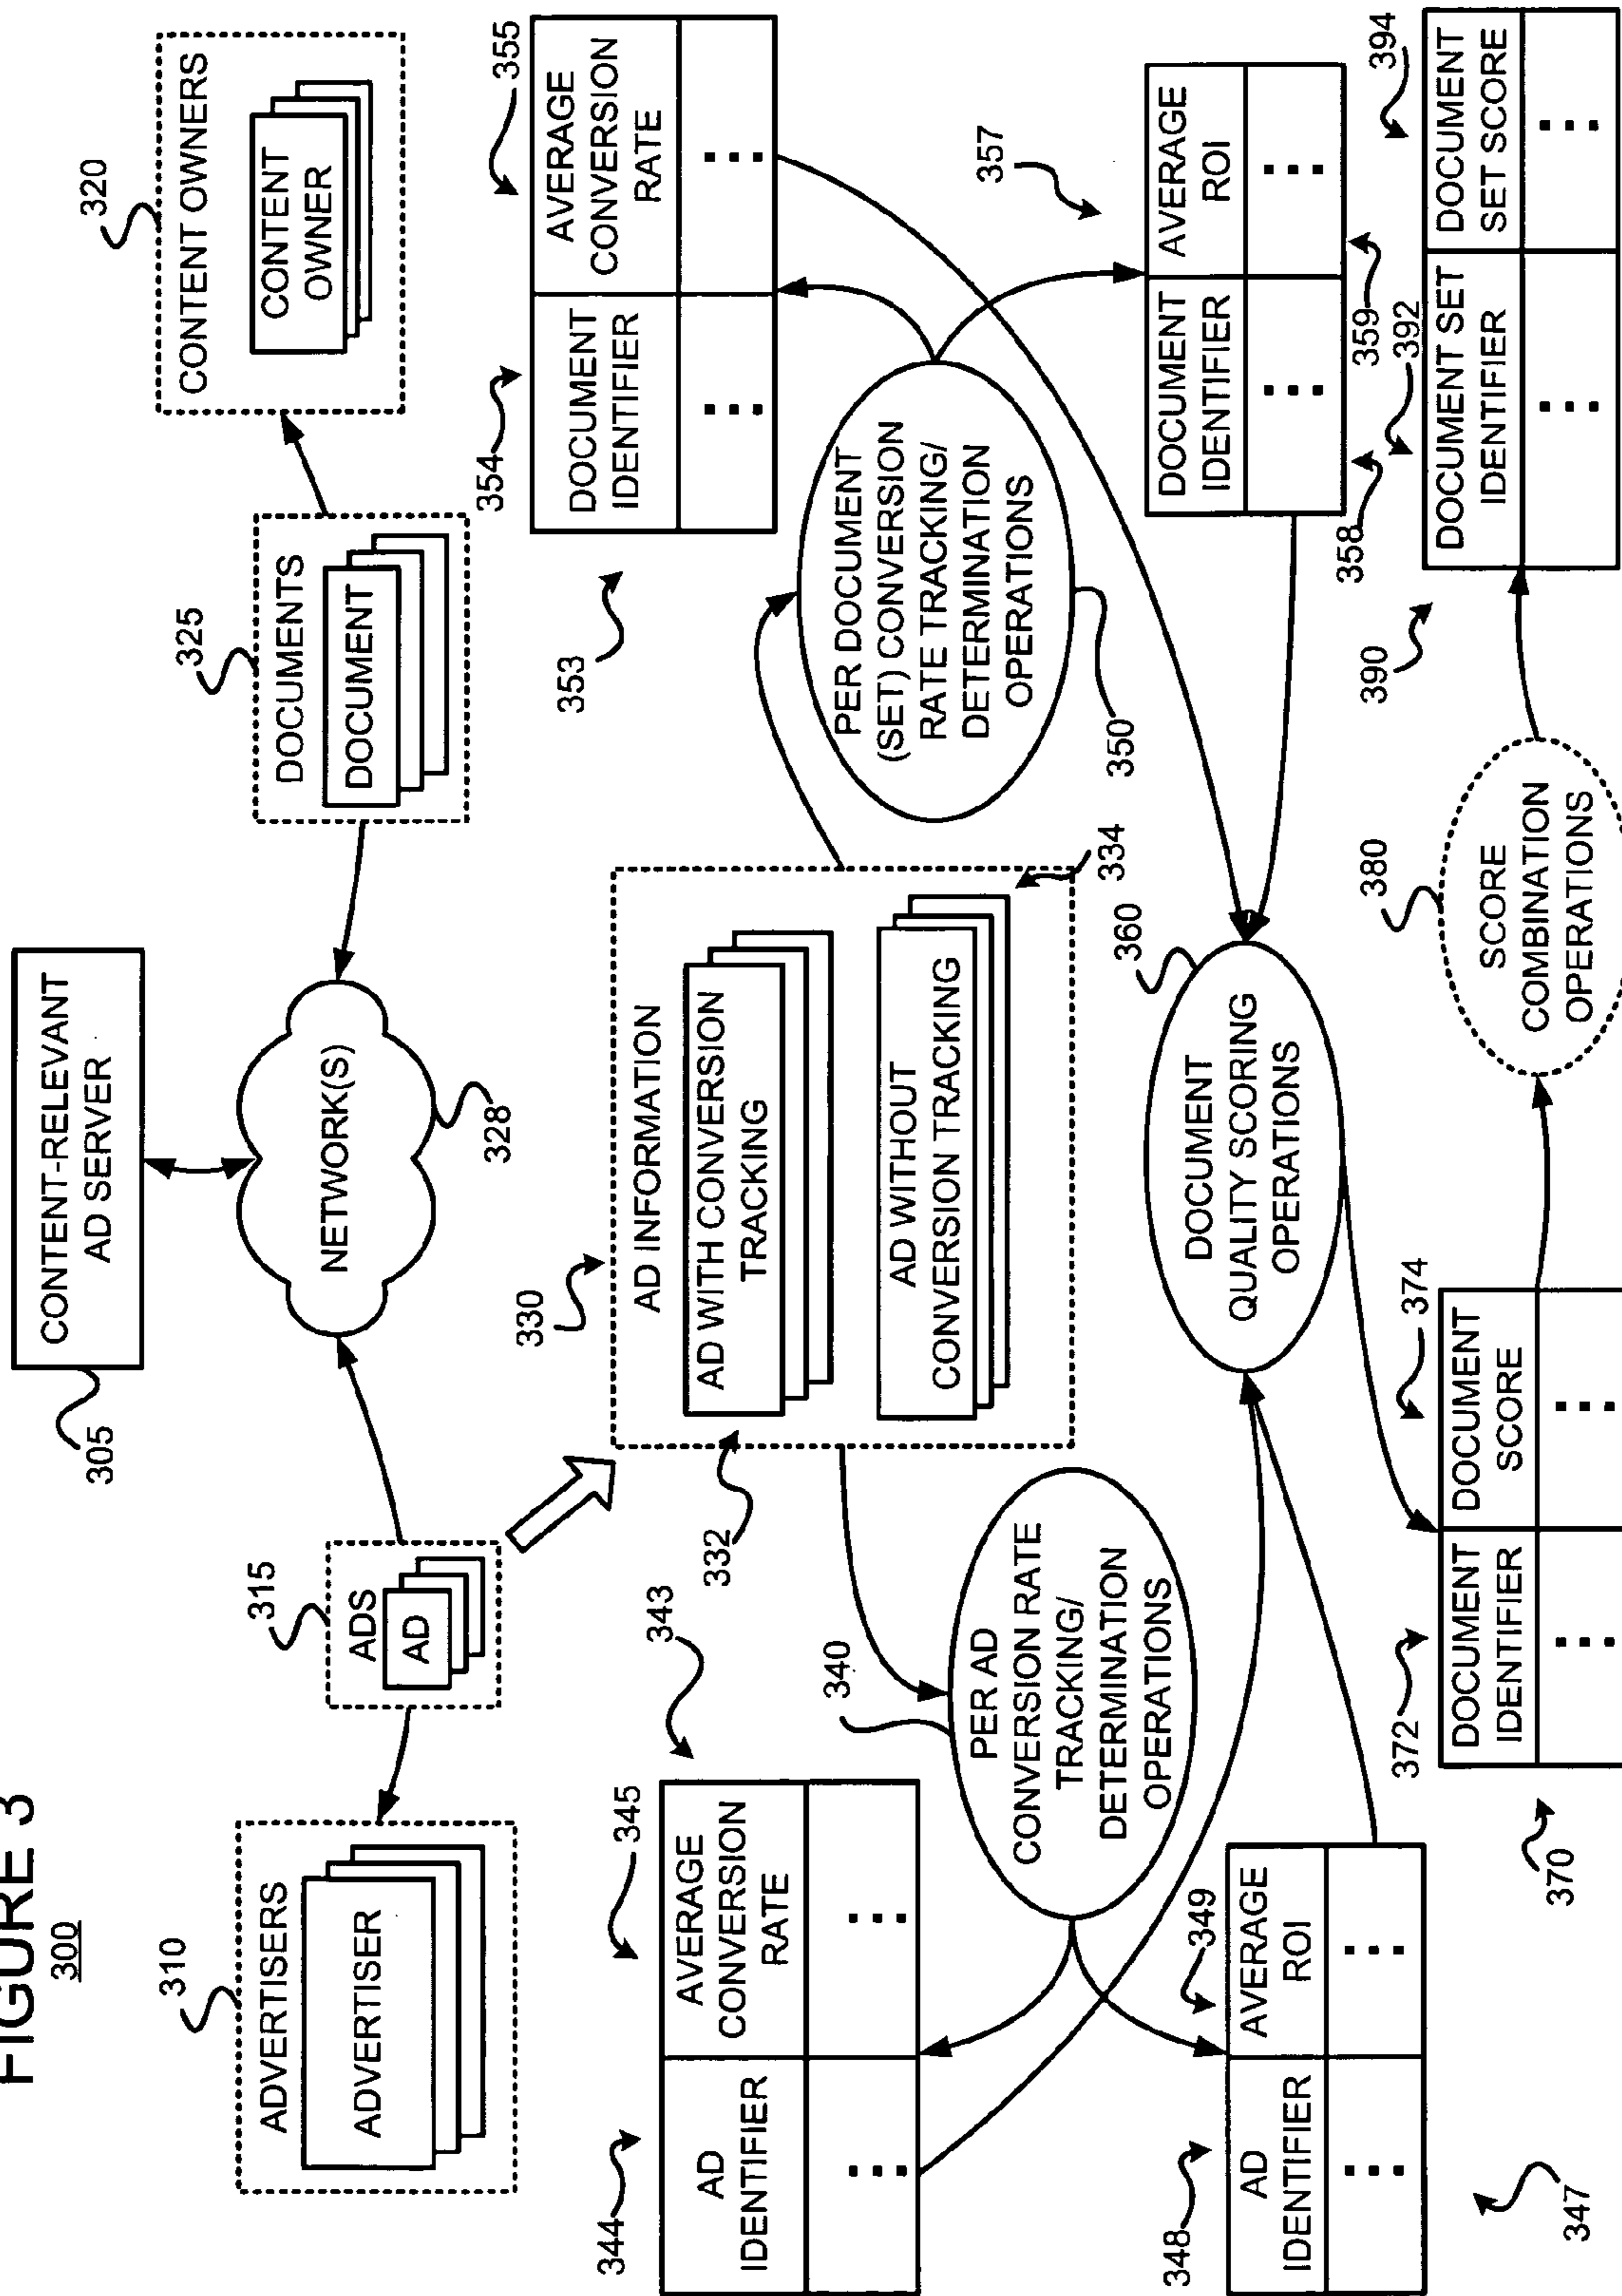 FIGURE 3
300
CONTENT-RELEVANT
AD SERVER
305
310
ADVERTISERS
ADVERTISER
315
ADS
AD
NETWORK(S)
328
325
DOCUMENTS
DOCUMENT
320
CONTENT OWNERS
CONTENT
OWNER
330
AD INFORMATION
AD WITH CONVERSION
TRACKING
332
AD WITHOUT
CONVERSION TRACKING
334
343
344
345
AD
IDENTIFIER
AVERAGE
CONVERSION
RATE
...
...
340
PER AD
CONVERSION RATE
TRACKING/
DETERMINATION
OPERATIONS
348
349
AD
IDENTIFIER
AVERAGE
ROI
...
...
347
353
354
355
DOCUMENT
IDENTIFIER
AVERAGE
CONVERSION
RATE
...
...
PER DOCUMENT
(SET) CONVERSION
RATE TRACKING/
DETERMINATION
OPERATIONS
350
357
DOCUMENT
IDENTIFIER
AVERAGE
ROI
...
...
358
359
360
DOCUMENT
QUALITY SCORING
OPERATIONS
370
372
374
DOCUMENT
IDENTIFIER
DOCUMENT
SCORE
...
...
380
SCORE
COMBINATION
OPERATIONS
390
392
394
DOCUMENT SET
IDENTIFIER
DOCUMENT
SET SCORE
...
...